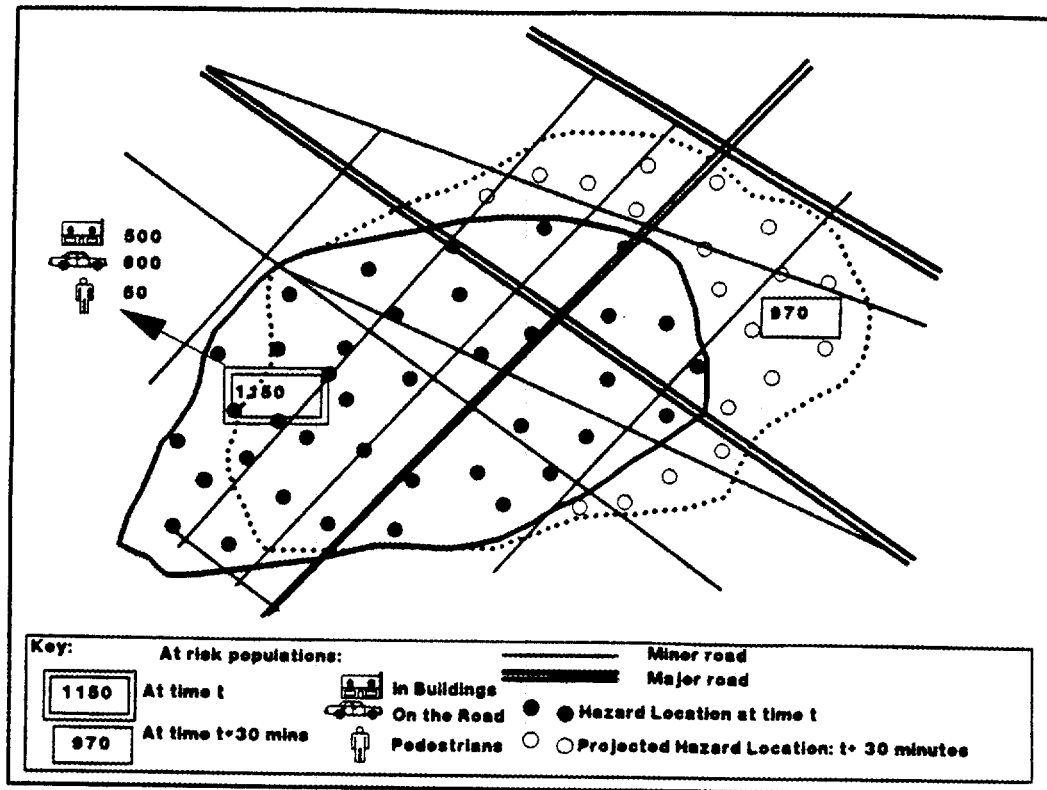 500
600
50
1150
970
Key:
At risk populations:
1150 At time t
970 At time t+30 mins
In Buildings
On the Road
Pedestrians
Minor road
Major road
Hazard Location at time t
Projected Hazard Location: t+ 30 minutes